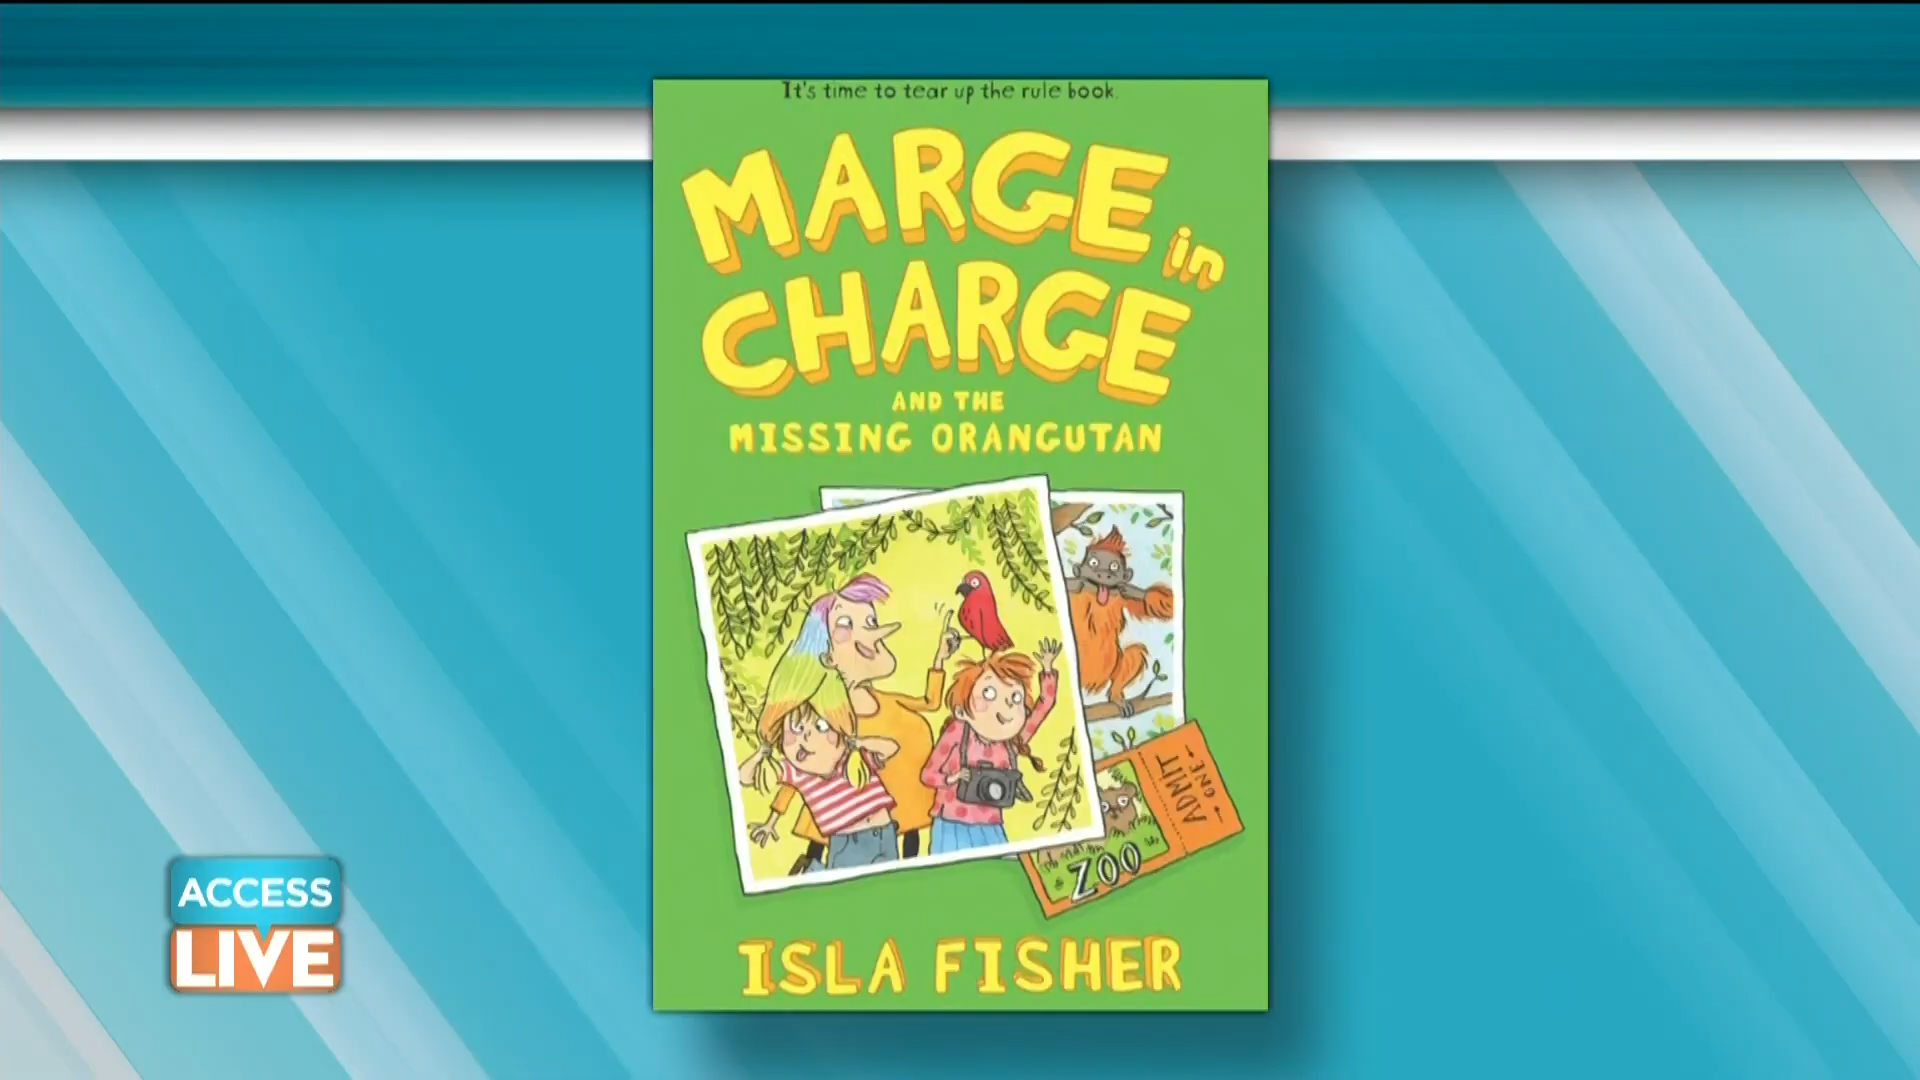 It's time to tear up the rule book.
MARGE in
CHARGE
AND THE
MISSING ORANGUTAN
ADMIT
ONE
ZOO
ISLA FISHER
ACCESS
LIVE